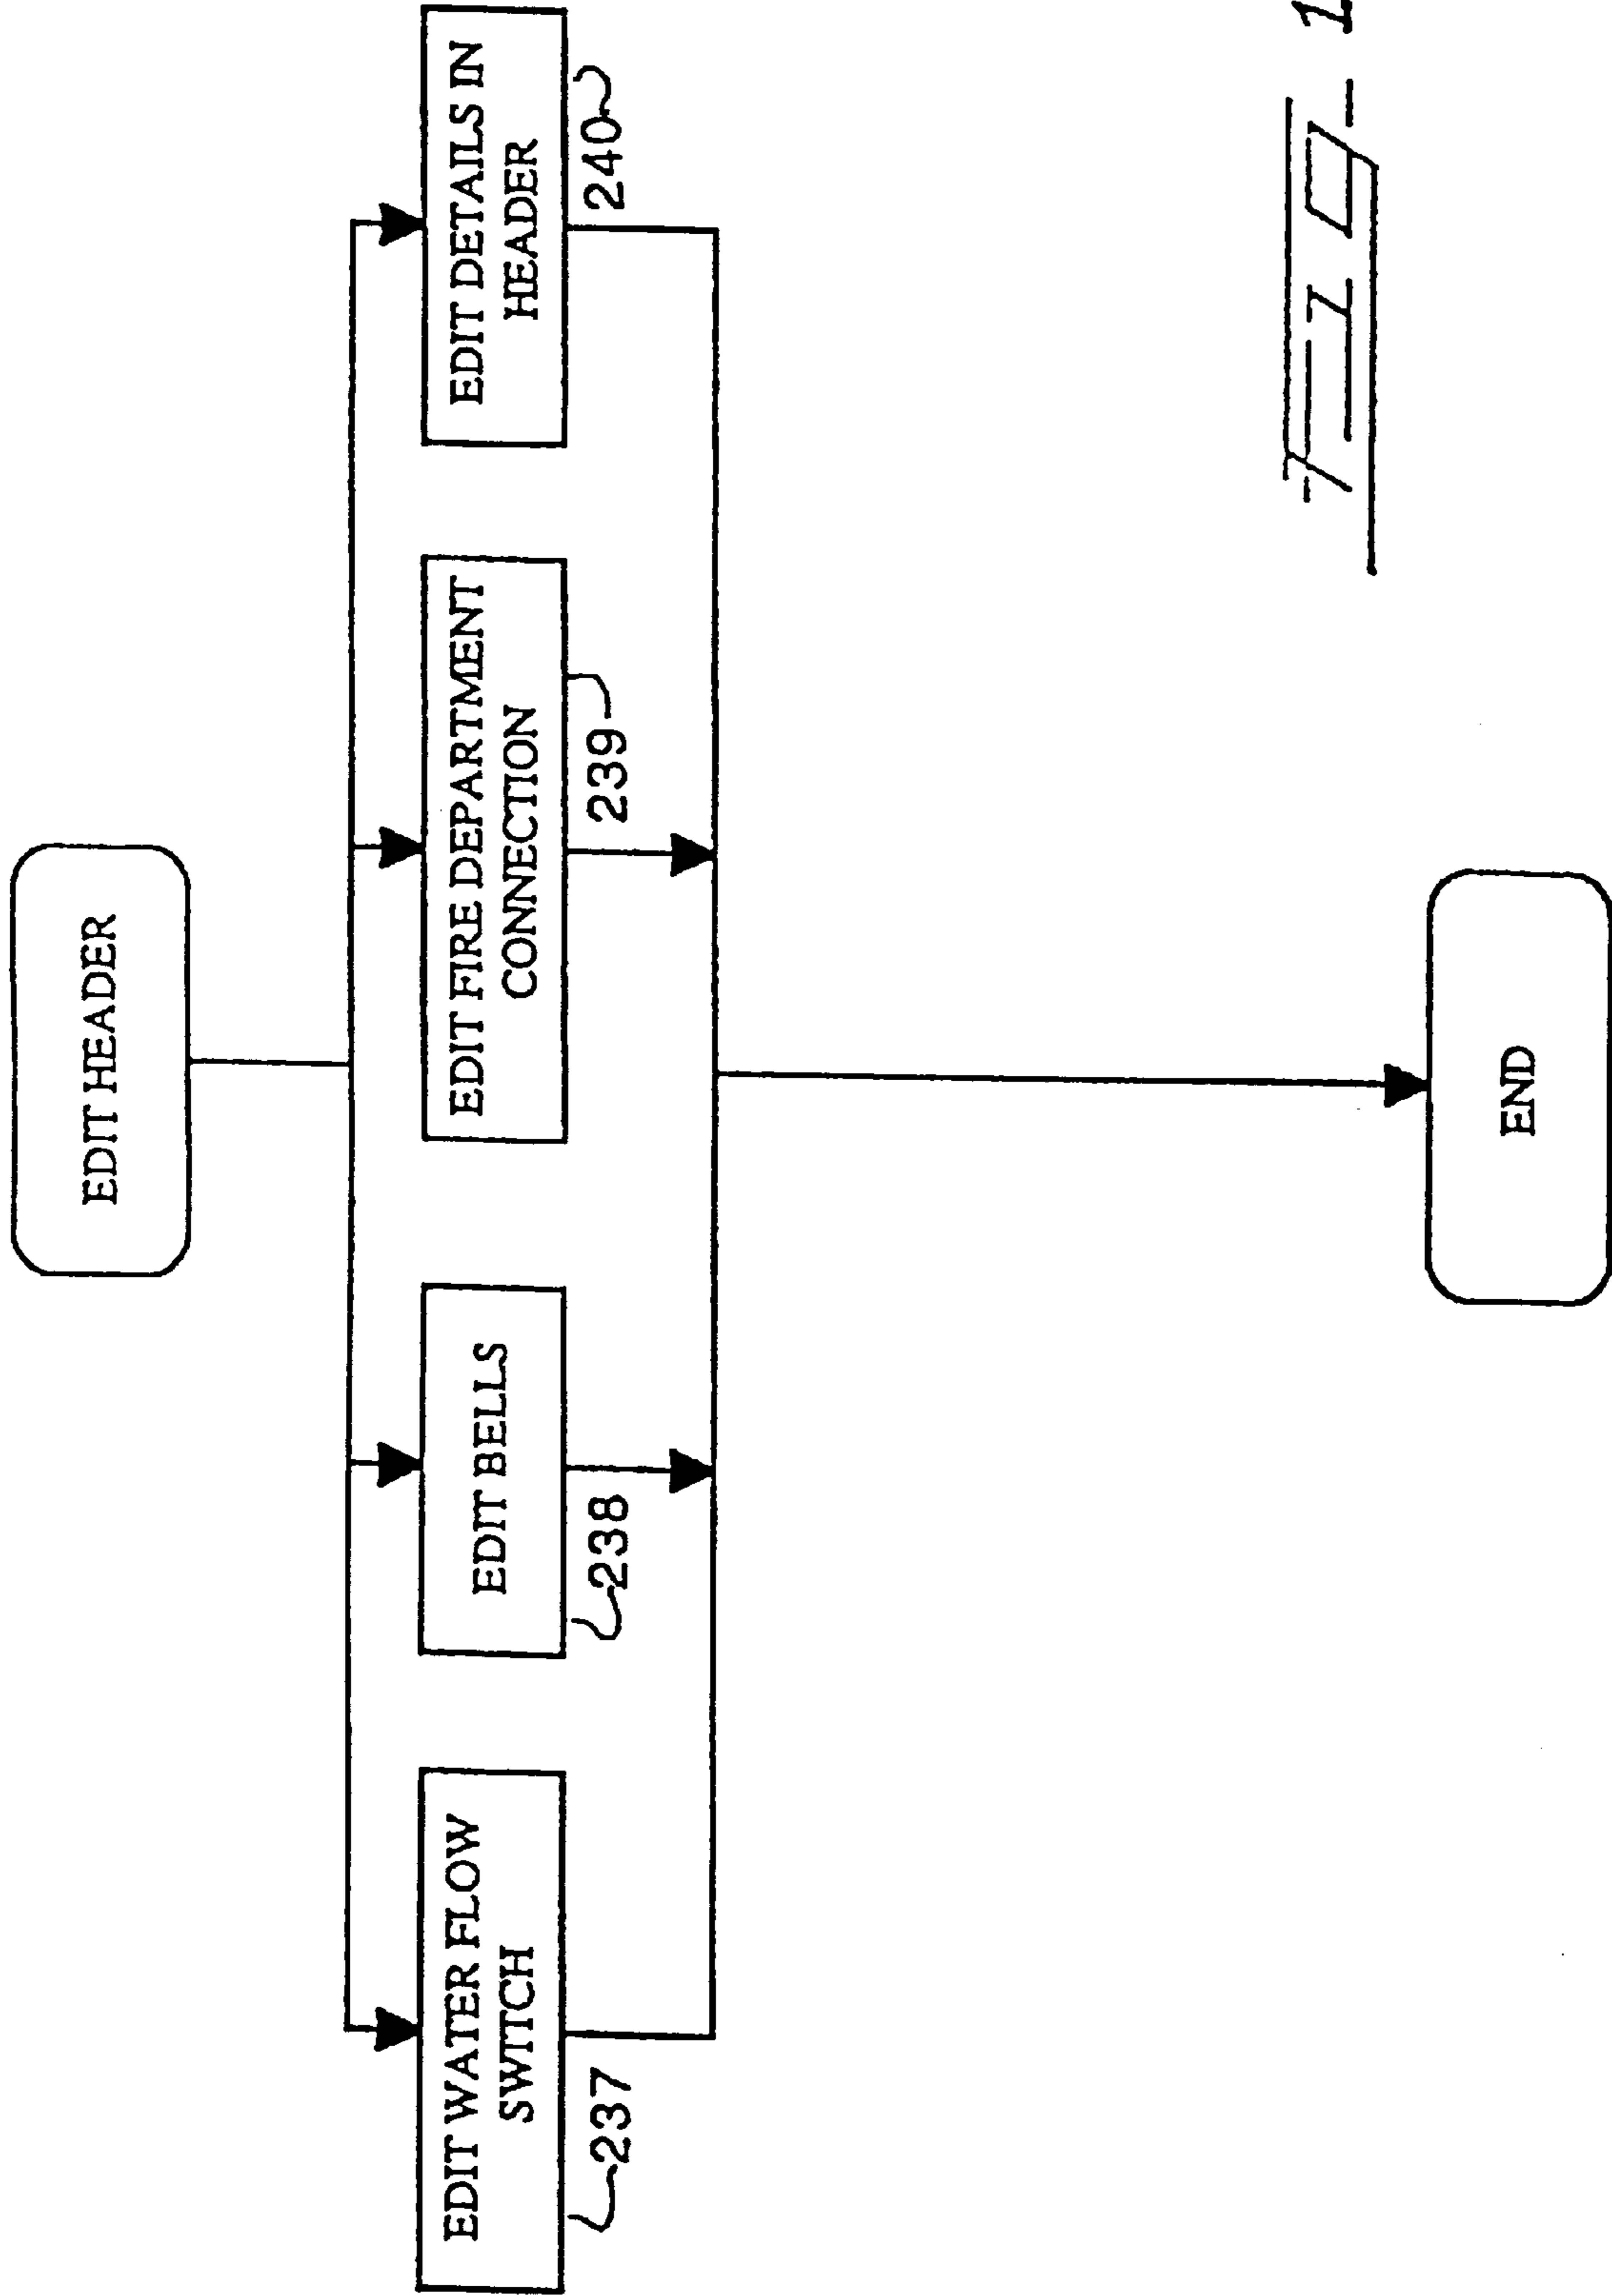 EDIT HEADER
EDIT WATER FLOW
SWITCH
237
EDIT BELLS
238
EDIT FIRE DEPARTMENT
CONNECTION
239
EDIT DETAILS IN
HEADER
240
END